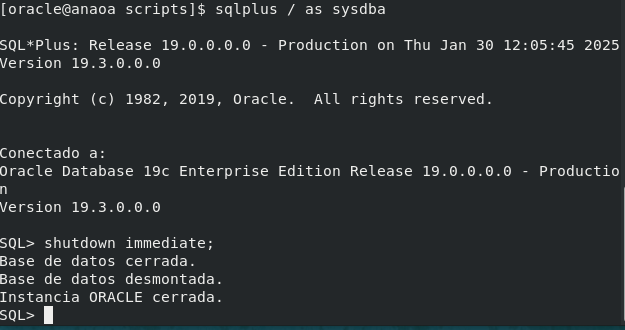 [oracle@anaoa scripts]$ sqlplus / as sysdba
SQL*Plus: Release 19.0.0.0.0 - Production on Thu Jan 30 12:05:45 2025
Version 19.3.0.0.0
Copyright (c) 1982, 2019, Oracle.  All rights reserved.
Conectado a:
Oracle Database 19c Enterprise Edition Release 19.0.0.0.0 - Productio
n
Version 19.3.0.0.0
SQL> shutdown immediate;
Base de datos cerrada.
Base de datos desmontada.
Instancia ORACLE cerrada.
SQL>